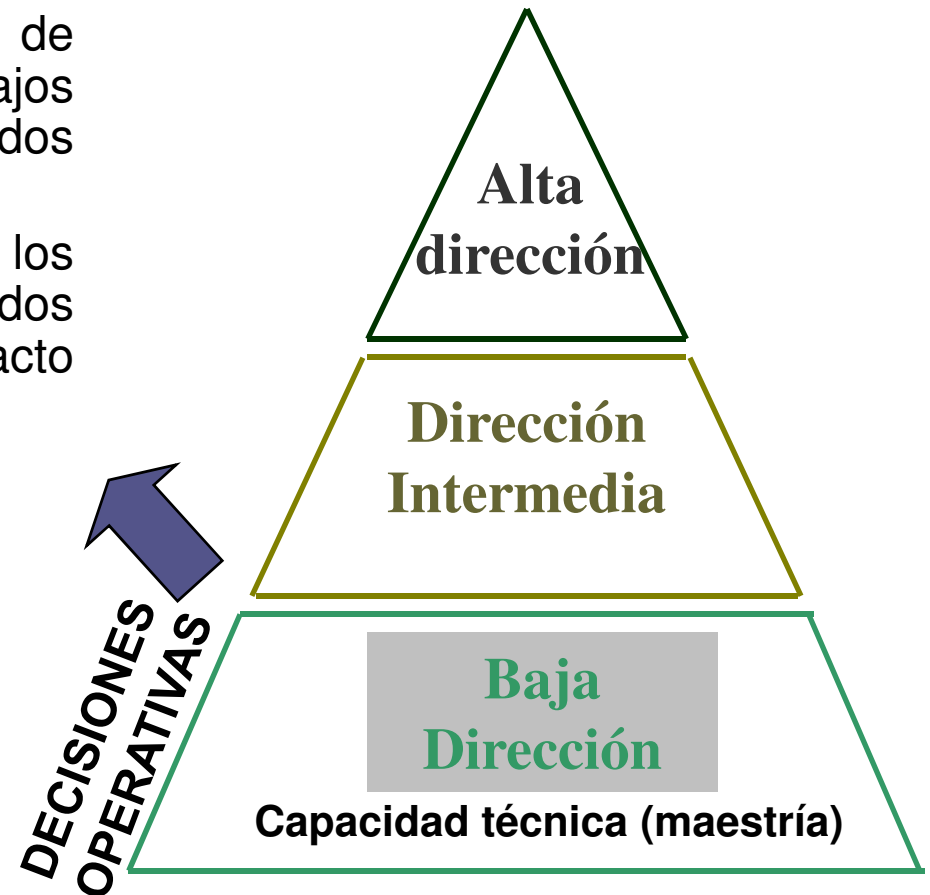 de
ajos
dos
los
dos
acto
Alta
dirección
Dirección
Intermedia
DECISIONES
OPERATIVAS
Baja
Dirección
Capacidad técnica (maestría)